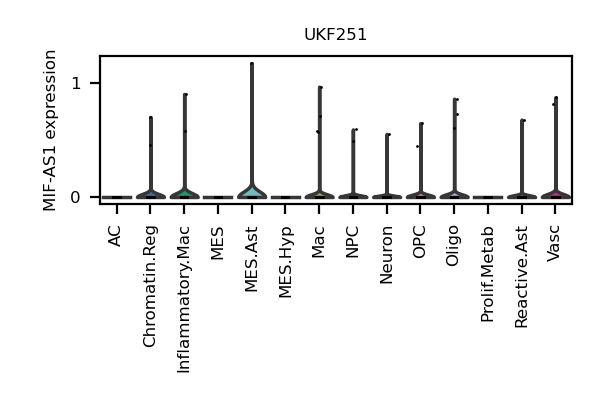 UKF251
MIF-AS1 expression
1
0
AC
Chromatin.Reg
Inflammatory.Mac
MES
MES.Ast
MES.Hyp
Mac
NPC
Neuron
OPC
Oligo
Prolif.Metab
Reactive.Ast
Vasc